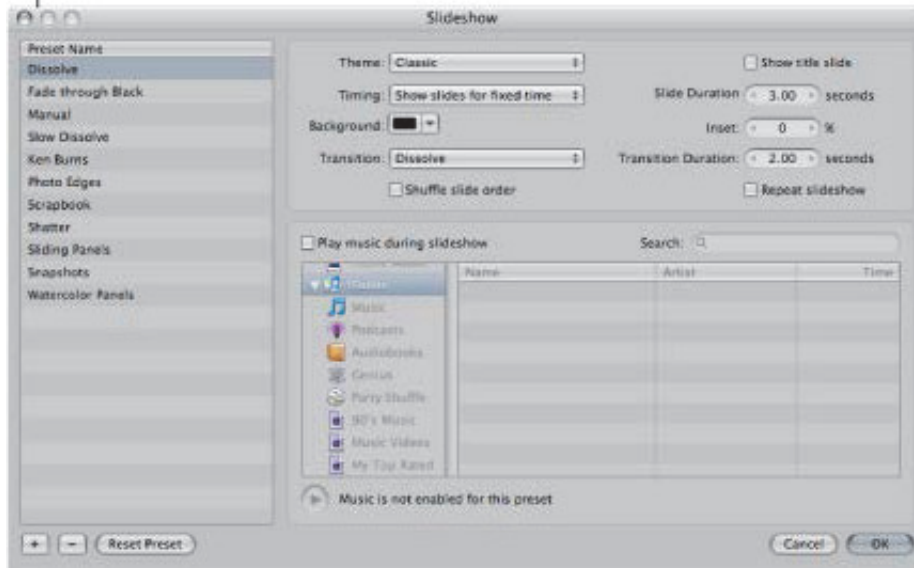 Slideshow
Preset Name
Dissolve
Fade through Black
Manual
Slow Dissolve
Ken Burns
Photo Edges
Scrapbook
Shatter
Sliding Panels
Snapshots
Watercolor Panels
Theme: Classic
Show title slide
Timing: Show slides for fixed time
Slide Duration 3.00 seconds
Background:
Inset: 0 %
Transition: Dissolve
Transition Duration: 2.00 seconds
Shuffle slide order
Repeat slideshow
Play music during slideshow
Search:
Name Artist Time
Music
Podcasts
Audiobooks
Genius
Party Shuffle
90's Music
Music Videos
My Top Rated
Music is not enabled for this preset
+ - Reset Preset
Cancel OK